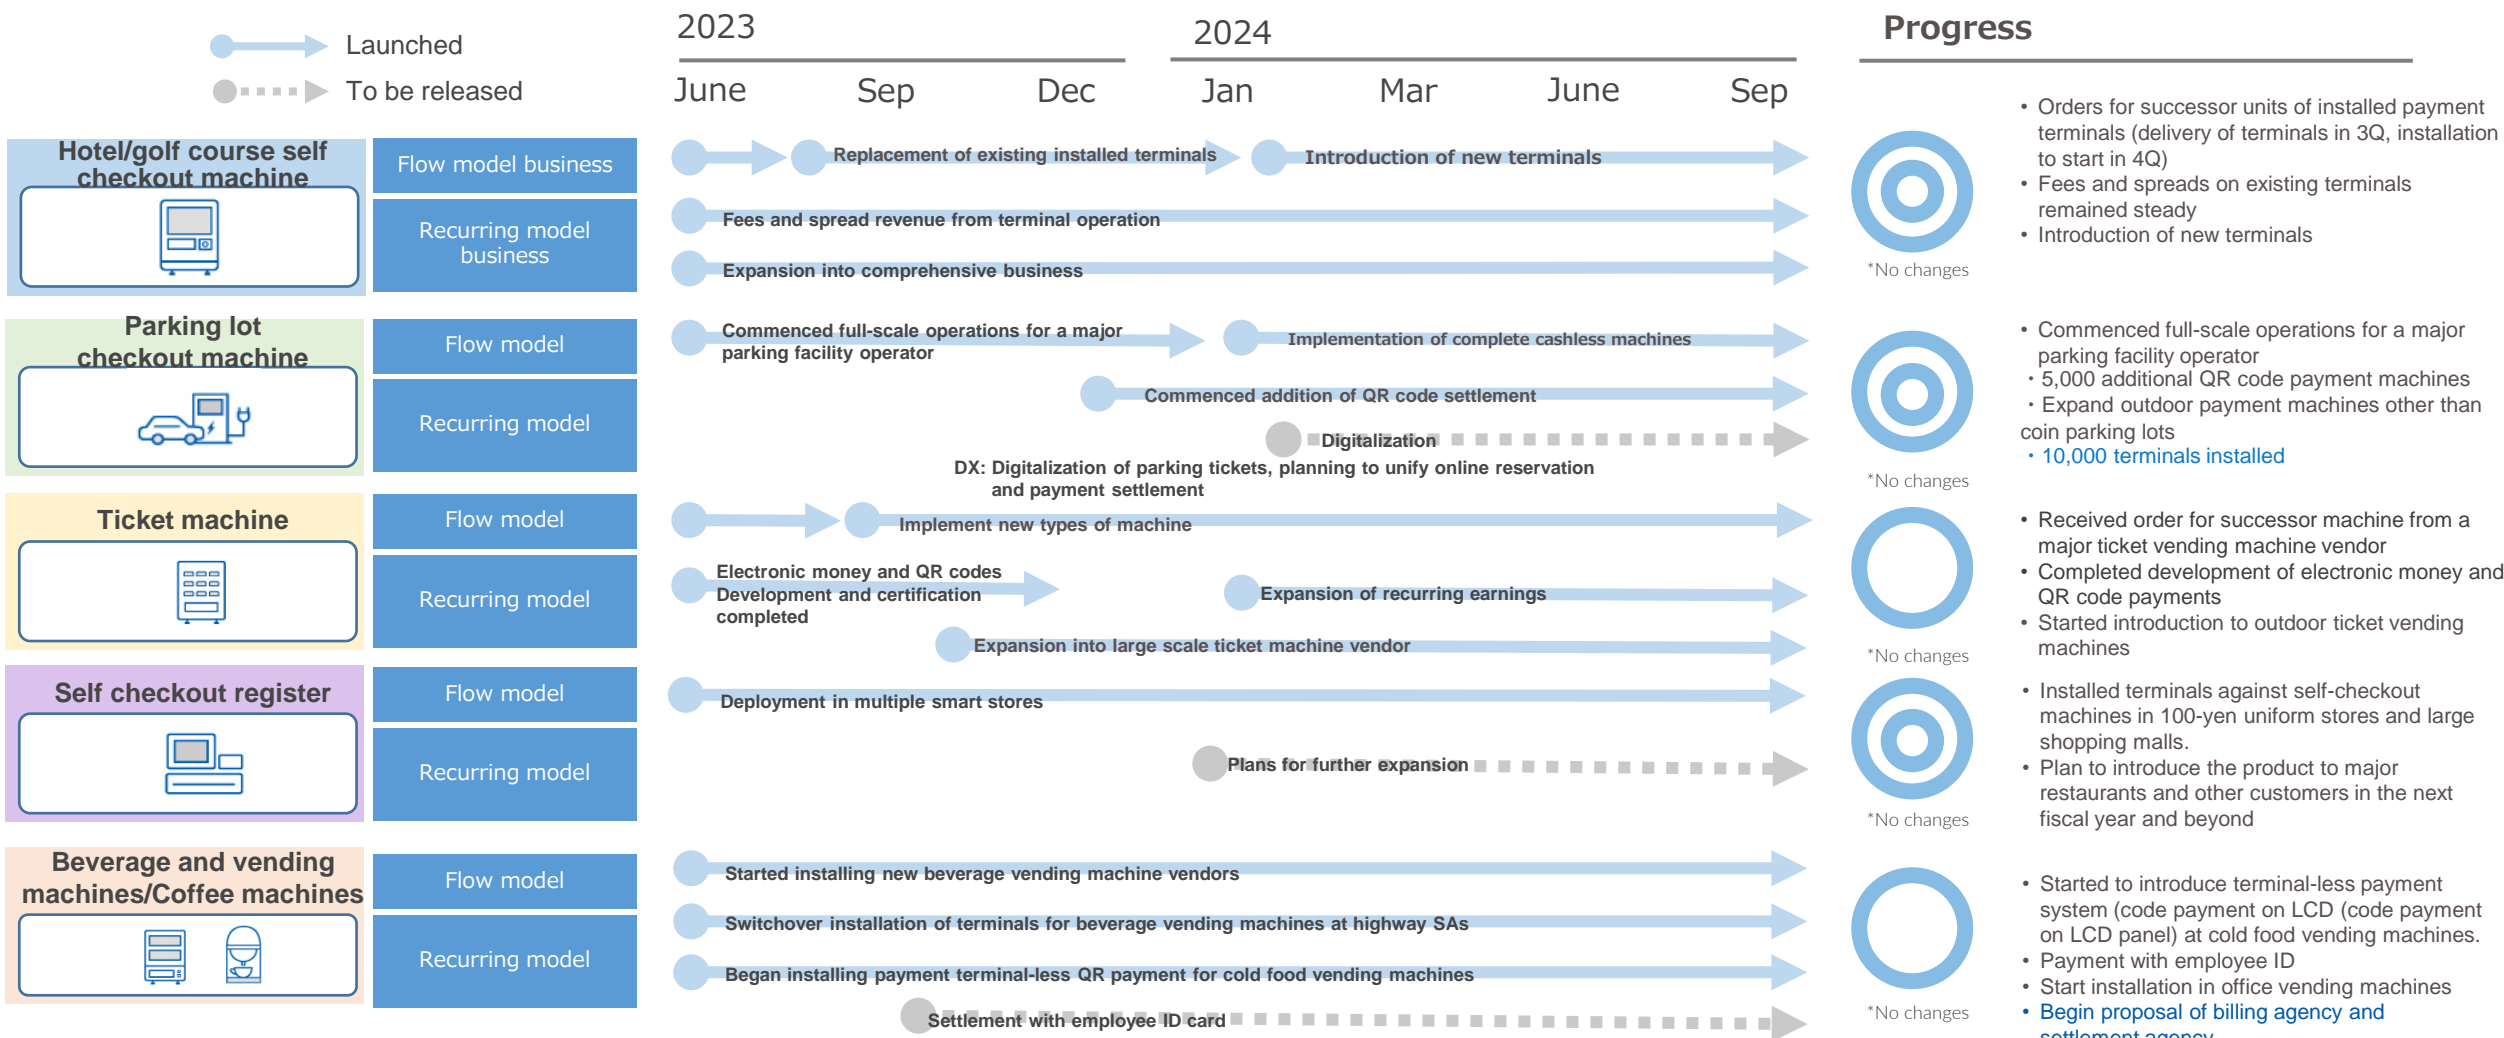 Launched
To be released
2023
2024
Progress
June
Sep
Dec
Jan
Mar
June
Sep
Hotel/golf course self
checkout machine
Flow model business
Recurring model
business
Replacement of existing installed terminals
Introduction of new terminals
Fees and spread revenue from terminal operation
Expansion into comprehensive business
*No changes
• Orders for successor units of installed payment
terminals (delivery of terminals in 3Q, installation
to start in 4Q)
• Fees and spreads on existing terminals
remained steady
• Introduction of new terminals
Parking lot
checkout machine
Flow model
Recurring model
Commenced full-scale operations for a major
parking facility operator
Implementation of complete cashless machines
Commenced addition of QR code settlement
Digitalization
DX: Digitalization of parking tickets, planning to unify online reservation
and payment settlement
*No changes
• Commenced full-scale operations for a major
parking facility operator
・5,000 additional QR code payment machines
・Expand outdoor payment machines other than
coin parking lots
・10,000 terminals installed
Ticket machine
Flow model
Recurring model
Implement new types of machine
Electronic money and QR codes
Development and certification
completed
Expansion of recurring earnings
Expansion into large scale ticket machine vendor
*No changes
• Received order for successor machine from a
major ticket vending machine vendor
• Completed development of electronic money and
QR code payments
• Started introduction to outdoor ticket vending
machines
Self checkout register
Flow model
Recurring model
Deployment in multiple smart stores
Plans for further expansion
*No changes
• Installed terminals against self-checkout
machines in 100-yen uniform stores and large
shopping malls.
• Plan to introduce the product to major
restaurants and other customers in the next
fiscal year and beyond
Beverage and vending
machines/Coffee machines
Flow model
Recurring model
Started installing new beverage vending machine vendors
Switchover installation of terminals for beverage vending machines at highway SAs
Began installing payment terminal-less QR payment for cold food vending machines
Settlement with employee ID card
*No changes
• Started to introduce terminal-less payment
system (code payment on LCD (code payment
on LCD panel) at cold food vending machines.
• Payment with employee ID
• Start installation in office vending machines
• Begin proposal of billing agency and
settlement agency